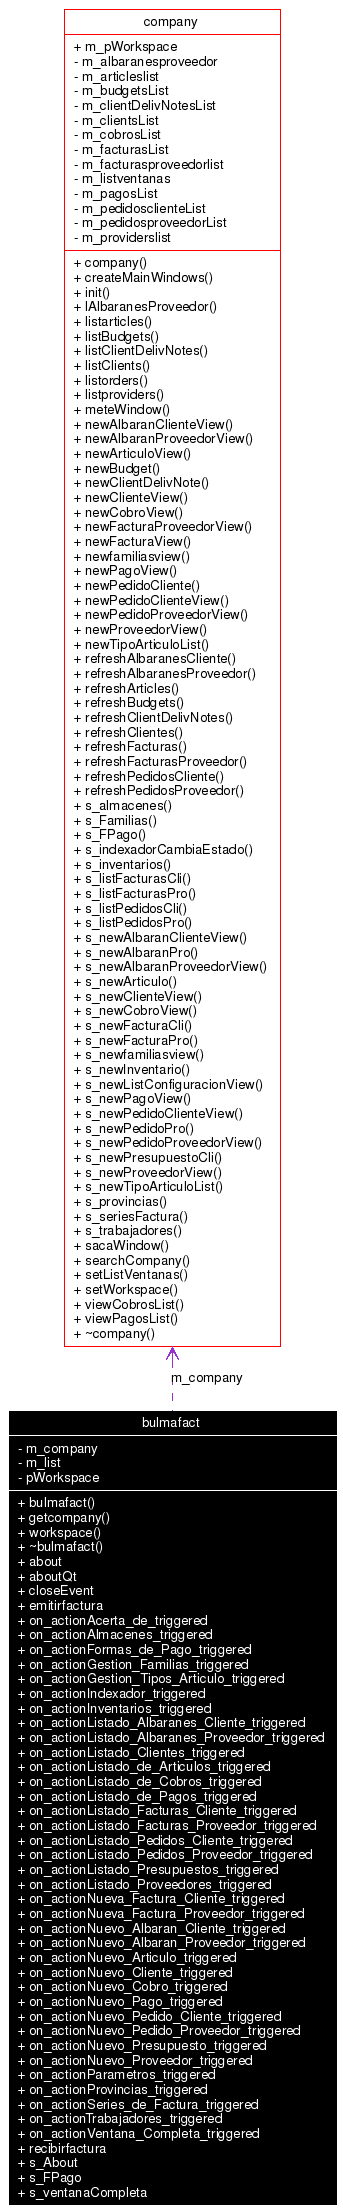 company
+ m_pWorkspace
- m_albaranesproveedor
- m_articleslist
- m_budgetsList
- m_clientDelivNotesList
- m_clientsList
- m_cobrosList
- m_facturasList
- m_facturasproveedorlist
- m_listventanas
- m_pagosList
- m_pedidosclienteList
- m_pedidosproveedorList
- m_providerslist
+ company()
+ createMainWindows()
+ init()
+ lAlbaranesProveedor()
+ listarticles()
+ listBudgets()
+ listClientDelivNotes()
+ listClients()
+ listorders()
+ listproviders()
+ meteWindow()
+ newAlbaranClienteView()
+ newAlbaranProveedorView()
+ newArticuloView()
+ newBudget()
+ newClientDelivNote()
+ newClienteView()
+ newCobroView()
+ newFacturaProveedorView()
+ newFacturaView()
+ newfamiliasview()
+ newPagoView()
+ newPedidoCliente()
+ newPedidoClienteView()
+ newPedidoProveedorView()
+ newProveedorView()
+ newTipoArticuloList()
+ refreshAlbaranesCliente()
+ refreshAlbaranesProveedor()
+ refreshArticles()
+ refreshBudgets()
+ refreshClientDelivNotes()
+ refreshClientes()
+ refreshFacturas()
+ refreshFacturasProveedor()
+ refreshPedidosCliente()
+ refreshPedidosProveedor()
+ s_almacenes()
+ s_Familias()
+ s_FPago()
+ s_indexadorCambiaEstado()
+ s_inventarios()
+ s_listFacturasCli()
+ s_listFacturasPro()
+ s_listPedidosCli()
+ s_listPedidosPro()
+ s_newAlbaranClienteView()
+ s_newAlbaranPro()
+ s_newAlbaranProveedorView()
+ s_newArticulo()
+ s_newClienteView()
+ s_newCobroView()
+ s_newFacturaCli()
+ s_newFacturaPro()
+ s_newfamiliasview()
+ s_newInventario()
+ s_newListConfiguracionView()
+ s_newPagoView()
+ s_newPedidoClienteView()
+ s_newPedidoPro()
+ s_newPedidoProveedorView()
+ s_newPresupuestoCli()
+ s_newProveedorView()
+ s_newTipoArticuloList()
+ s_provincias()
+ s_seriesFactura()
+ s_trabajadores()
+ sacaWindow()
+ searchCompany()
+ setListVentanas()
+ setWorkspace()
+ viewCobrosList()
+ viewPagosList()
+ ~company()
m_company
bulmafact
- m_company
- m_list
- pWorkspace
+ bulmafact()
+ getcompany()
+ workspace()
+ ~bulmafact()
+ about
+ aboutQt
+ closeEvent
+ emitirfactura
+ on_actionAcerta_de_triggered
+ on_actionAlmacenes_triggered
+ on_actionFormas_de_Pago_triggered
+ on_actionGestion_Familias_triggered
+ on_actionGestion_Tipos_Articulo_triggered
+ on_actionIndexador_triggered
+ on_actionInventarios_triggered
+ on_actionListado_Albaranes_Cliente_triggered
+ on_actionListado_Albaranes_Proveedor_triggered
+ on_actionListado_Clientes_triggered
+ on_actionListado_de_Articulos_triggered
+ on_actionListado_de_Cobros_triggered
+ on_actionListado_de_Pagos_triggered
+ on_actionListado_Facturas_Cliente_triggered
+ on_actionListado_Facturas_Proveedor_triggered
+ on_actionListado_Pedidos_Cliente_triggered
+ on_actionListado_Pedidos_Proveedor_triggered
+ on_actionListado_Presupuestos_triggered
+ on_actionListado_Proveedores_triggered
+ on_actionNueva_Factura_Cliente_triggered
+ on_actionNueva_Factura_Proveedor_triggered
+ on_actionNuevo_Albaran_Cliente_triggered
+ on_actionNuevo_Albaran_Proveedor_triggered
+ on_actionNuevo_Articulo_triggered
+ on_actionNuevo_Cliente_triggered
+ on_actionNuevo_Cobro_triggered
+ on_actionNuevo_Pago_triggered
+ on_actionNuevo_Pedido_Cliente_triggered
+ on_actionNuevo_Pedido_Proveedor_triggered
+ on_actionNuevo_Presupuesto_triggered
+ on_actionNuevo_Proveedor_triggered
+ on_actionParametros_triggered
+ on_actionProvincias_triggered
+ on_actionSeries_de_Factura_triggered
+ on_actionTrabajadores_triggered
+ on_actionVentana_Completa_triggered
+ recibirfactura
+ s_About
+ s_FPago
+ s_ventanaCompleta